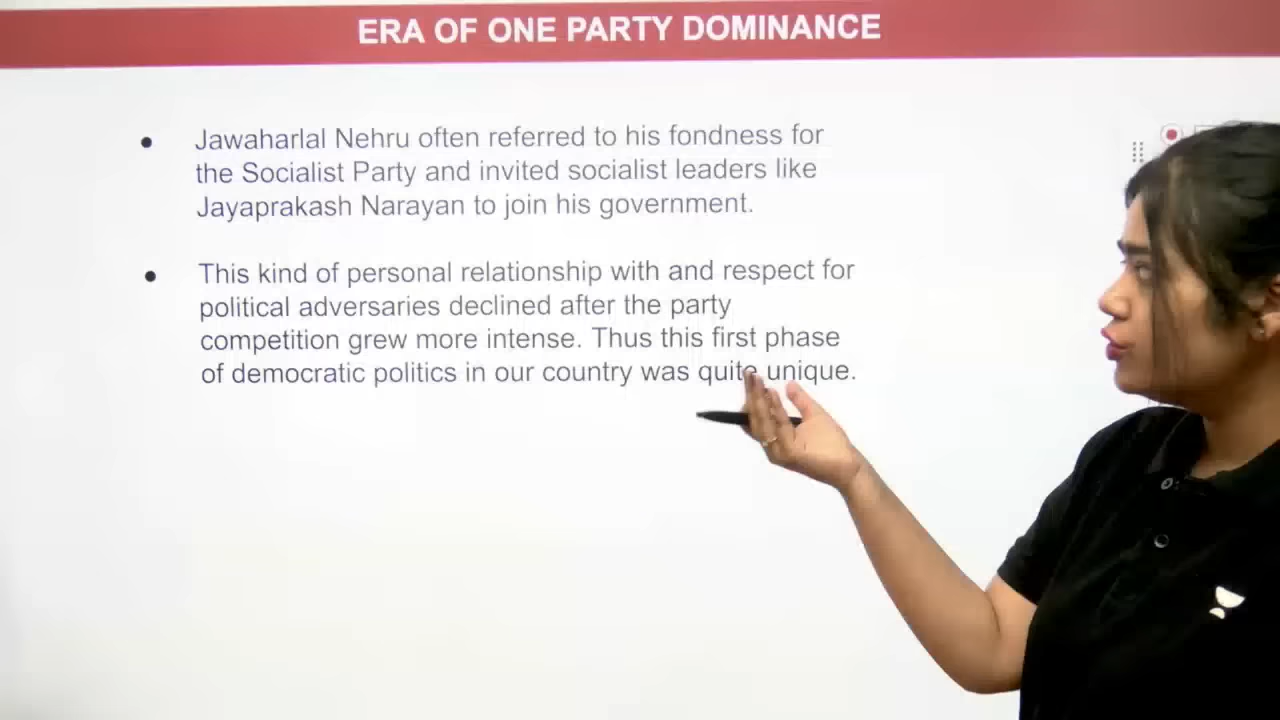 ERA OF ONE PARTY DOMINANCE
Jawaharlal Nehru often referred to his fondness for
the Socialist Party and invited socialist leaders like
Jayaprakash Narayan to join his government.
This kind of personal relationship with and respect for
political adversaries declined after the party
competition grew more intense. Thus this first phase
of democratic politics in our country was quite unique.